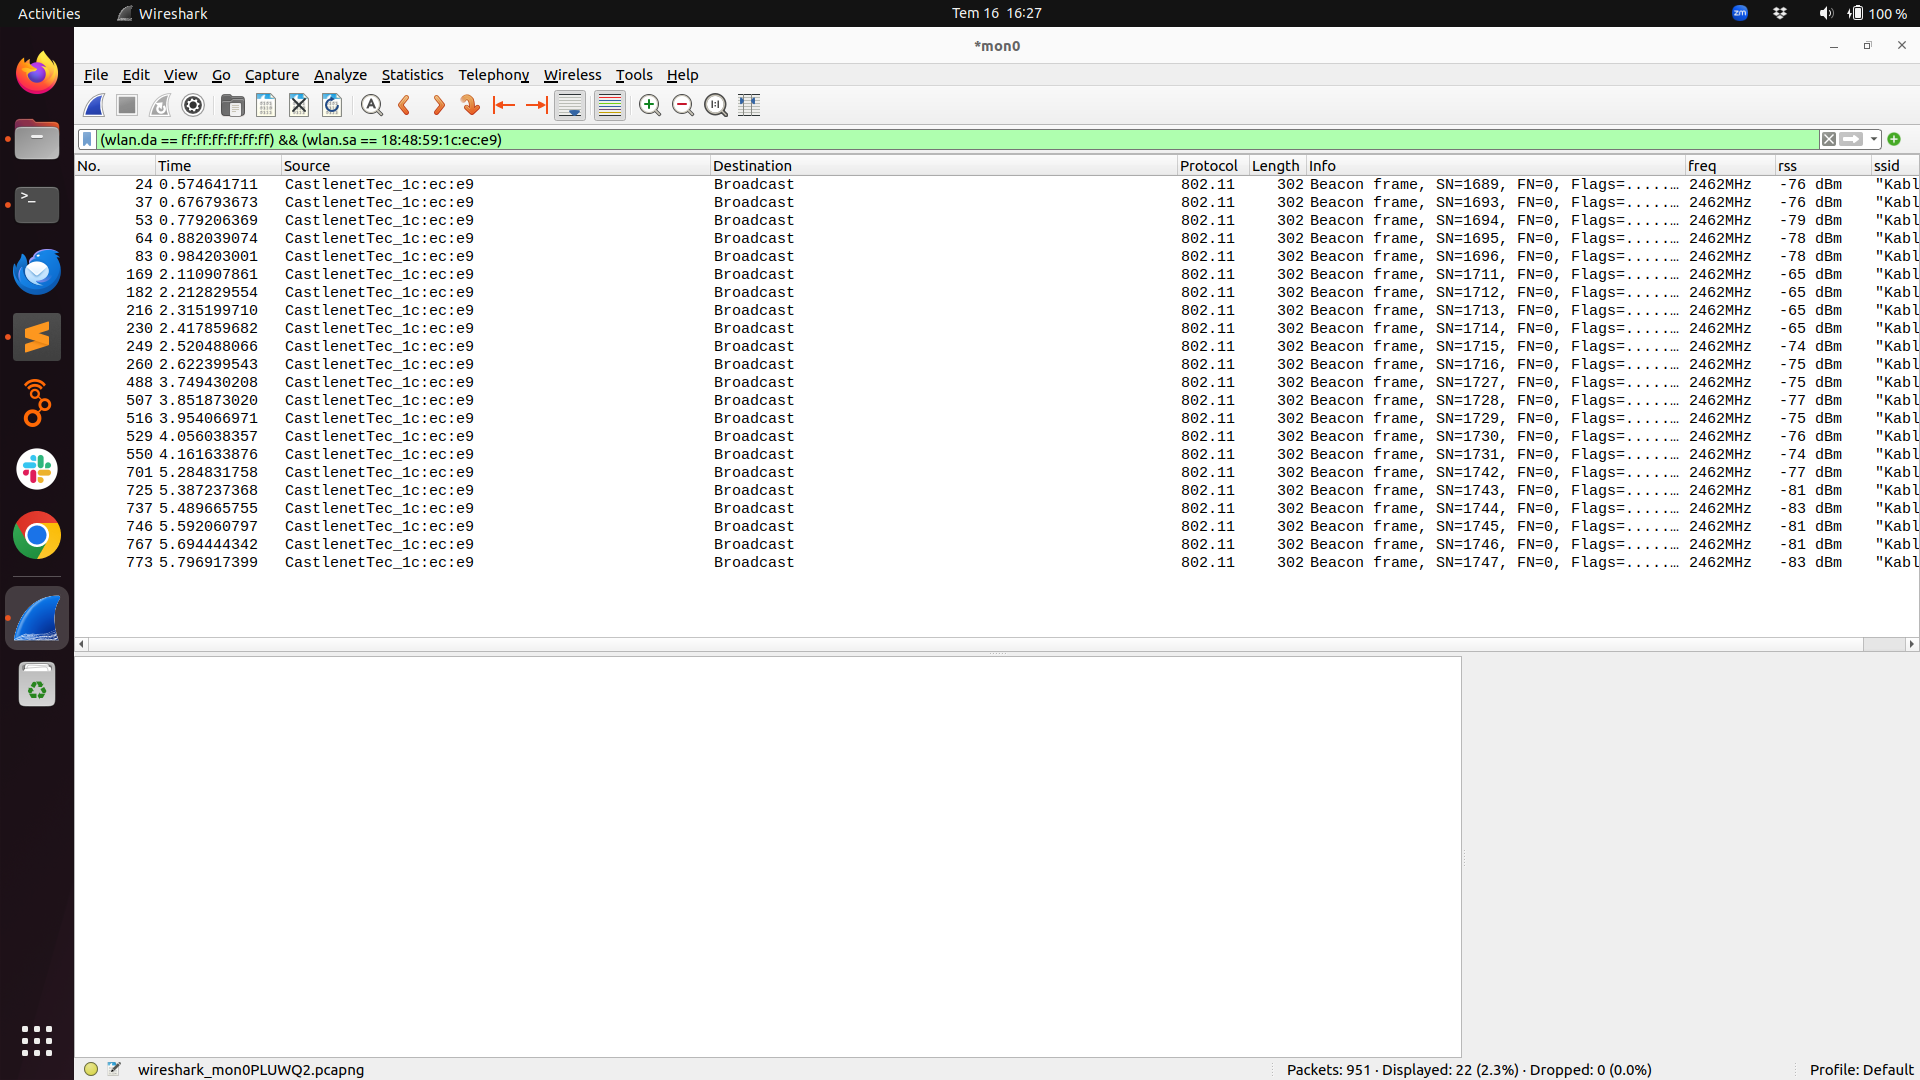 Activities Wireshark Tem 16 16:27 zm 100 %
*mon0
File Edit View Go Capture Analyze Statistics Telephony Wireless Tools Help
(wlan.da == ff:ff:ff:ff:ff:ff) && (wlan.sa == 18:48:59:1c:ec:e9)
No. Time Source Destination Protocol Length Info freq rss ssid
24 0.574641711 CastlenetTec_1c:ec:e9 Broadcast 802.11 302 Beacon frame, SN=1689, FN=0, Flags=...... 2462MHz -76 dBm "Kabl
37 0.676793673 CastlenetTec_1c:ec:e9 Broadcast 802.11 302 Beacon frame, SN=1693, FN=0, Flags=...... 2462MHz -76 dBm "Kabl
53 0.779206369 CastlenetTec_1c:ec:e9 Broadcast 802.11 302 Beacon frame, SN=1694, FN=0, Flags=...... 2462MHz -79 dBm "Kabl
64 0.882039074 CastlenetTec_1c:ec:e9 Broadcast 802.11 302 Beacon frame, SN=1695, FN=0, Flags=...... 2462MHz -78 dBm "Kabl
83 0.984203001 CastlenetTec_1c:ec:e9 Broadcast 802.11 302 Beacon frame, SN=1696, FN=0, Flags=...... 2462MHz -78 dBm "Kabl
169 2.110907861 CastlenetTec_1c:ec:e9 Broadcast 802.11 302 Beacon frame, SN=1711, FN=0, Flags=...... 2462MHz -65 dBm "Kabl
182 2.212829554 CastlenetTec_1c:ec:e9 Broadcast 802.11 302 Beacon frame, SN=1712, FN=0, Flags=...... 2462MHz -65 dBm "Kabl
216 2.315199710 CastlenetTec_1c:ec:e9 Broadcast 802.11 302 Beacon frame, SN=1713, FN=0, Flags=...... 2462MHz -65 dBm "Kabl
230 2.417859682 CastlenetTec_1c:ec:e9 Broadcast 802.11 302 Beacon frame, SN=1714, FN=0, Flags=...... 2462MHz -65 dBm "Kabl
249 2.520488066 CastlenetTec_1c:ec:e9 Broadcast 802.11 302 Beacon frame, SN=1715, FN=0, Flags=...... 2462MHz -74 dBm "Kabl
260 2.622399543 CastlenetTec_1c:ec:e9 Broadcast 802.11 302 Beacon frame, SN=1716, FN=0, Flags=...... 2462MHz -75 dBm "Kabl
488 3.749430208 CastlenetTec_1c:ec:e9 Broadcast 802.11 302 Beacon frame, SN=1727, FN=0, Flags=...... 2462MHz -75 dBm "Kabl
507 3.851873020 CastlenetTec_1c:ec:e9 Broadcast 802.11 302 Beacon frame, SN=1728, FN=0, Flags=...... 2462MHz -77 dBm "Kabl
516 3.954066971 CastlenetTec_1c:ec:e9 Broadcast 802.11 302 Beacon frame, SN=1729, FN=0, Flags=...... 2462MHz -75 dBm "Kabl
529 4.056038357 CastlenetTec_1c:ec:e9 Broadcast 802.11 302 Beacon frame, SN=1730, FN=0, Flags=...... 2462MHz -76 dBm "Kabl
550 4.161633876 CastlenetTec_1c:ec:e9 Broadcast 802.11 302 Beacon frame, SN=1731, FN=0, Flags=...... 2462MHz -74 dBm "Kabl
701 5.284831758 CastlenetTec_1c:ec:e9 Broadcast 802.11 302 Beacon frame, SN=1742, FN=0, Flags=...... 2462MHz -77 dBm "Kabl
725 5.387237368 CastlenetTec_1c:ec:e9 Broadcast 802.11 302 Beacon frame, SN=1743, FN=0, Flags=...... 2462MHz -81 dBm "Kabl
737 5.489665755 CastlenetTec_1c:ec:e9 Broadcast 802.11 302 Beacon frame, SN=1744, FN=0, Flags=...... 2462MHz -83 dBm "Kabl
746 5.592060797 CastlenetTec_1c:ec:e9 Broadcast 802.11 302 Beacon frame, SN=1745, FN=0, Flags=...... 2462MHz -81 dBm "Kabl
767 5.694444342 CastlenetTec_1c:ec:e9 Broadcast 802.11 302 Beacon frame, SN=1746, FN=0, Flags=...... 2462MHz -81 dBm "Kabl
773 5.796917399 CastlenetTec_1c:ec:e9 Broadcast 802.11 302 Beacon frame, SN=1747, FN=0, Flags=...... 2462MHz -83 dBm "Kabl
wireshark_mon0PLUWQ2.pcapng Packets: 951 · Displayed: 22 (2.3%) · Dropped: 0 (0.0%) Profile: Default